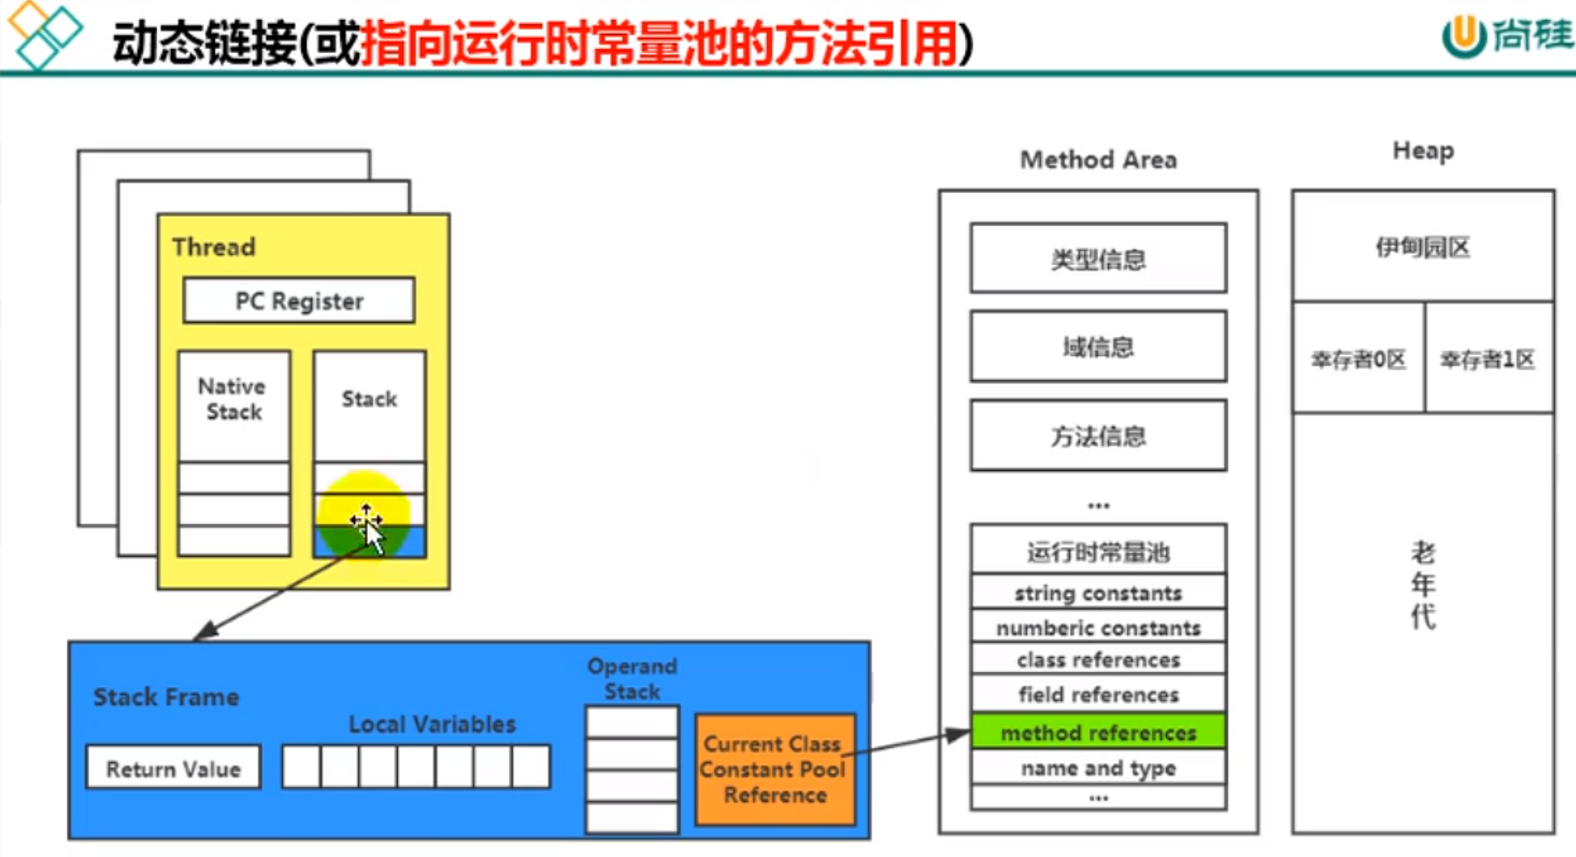 动态链接(或指向运行时常量池的方法引用)
尚硅
Thread
PC Register
Native
Stack
Stack
Stack Frame
Return Value
Local Variables
Operand
Stack
Current Class
Constant Pool
Reference
Method Area
类型信息
域信息
方法信息
...
运行时常量池
string constants
numberic constants
class references
field references
method references
name and type
...
Heap
伊甸园区
幸存者0区
幸存者1区
老
年
代